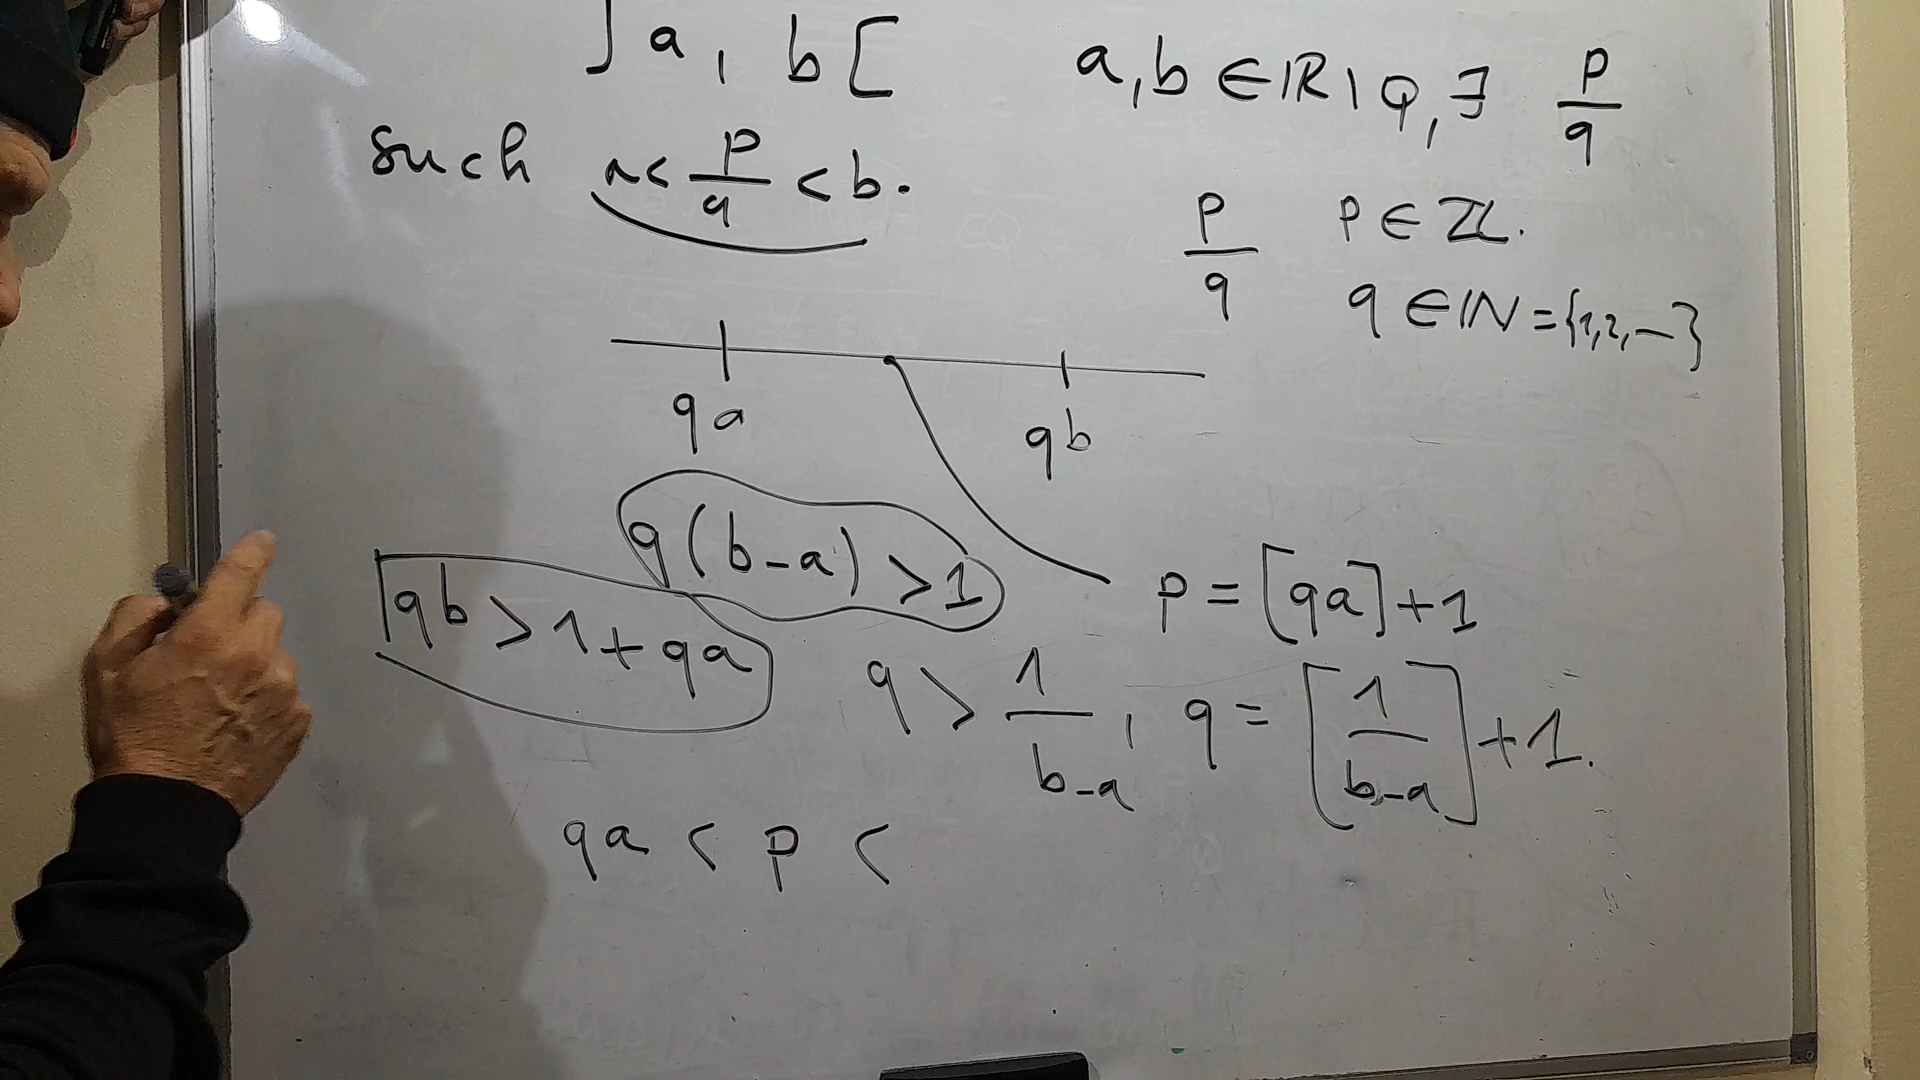 ]a, b[ a,b ∈ ℝ \ Q, ∃ p/q
such a< p/q < b.
p/q p ∈ ℤ.
q ∈ ℕ = {1,2, –}
qa qb
q(b-a) > 1
qb > 1 + qa
p = [qa] + 1
q > 1/(b-a) , q = [1/(b-a)] + 1.
qa < p <